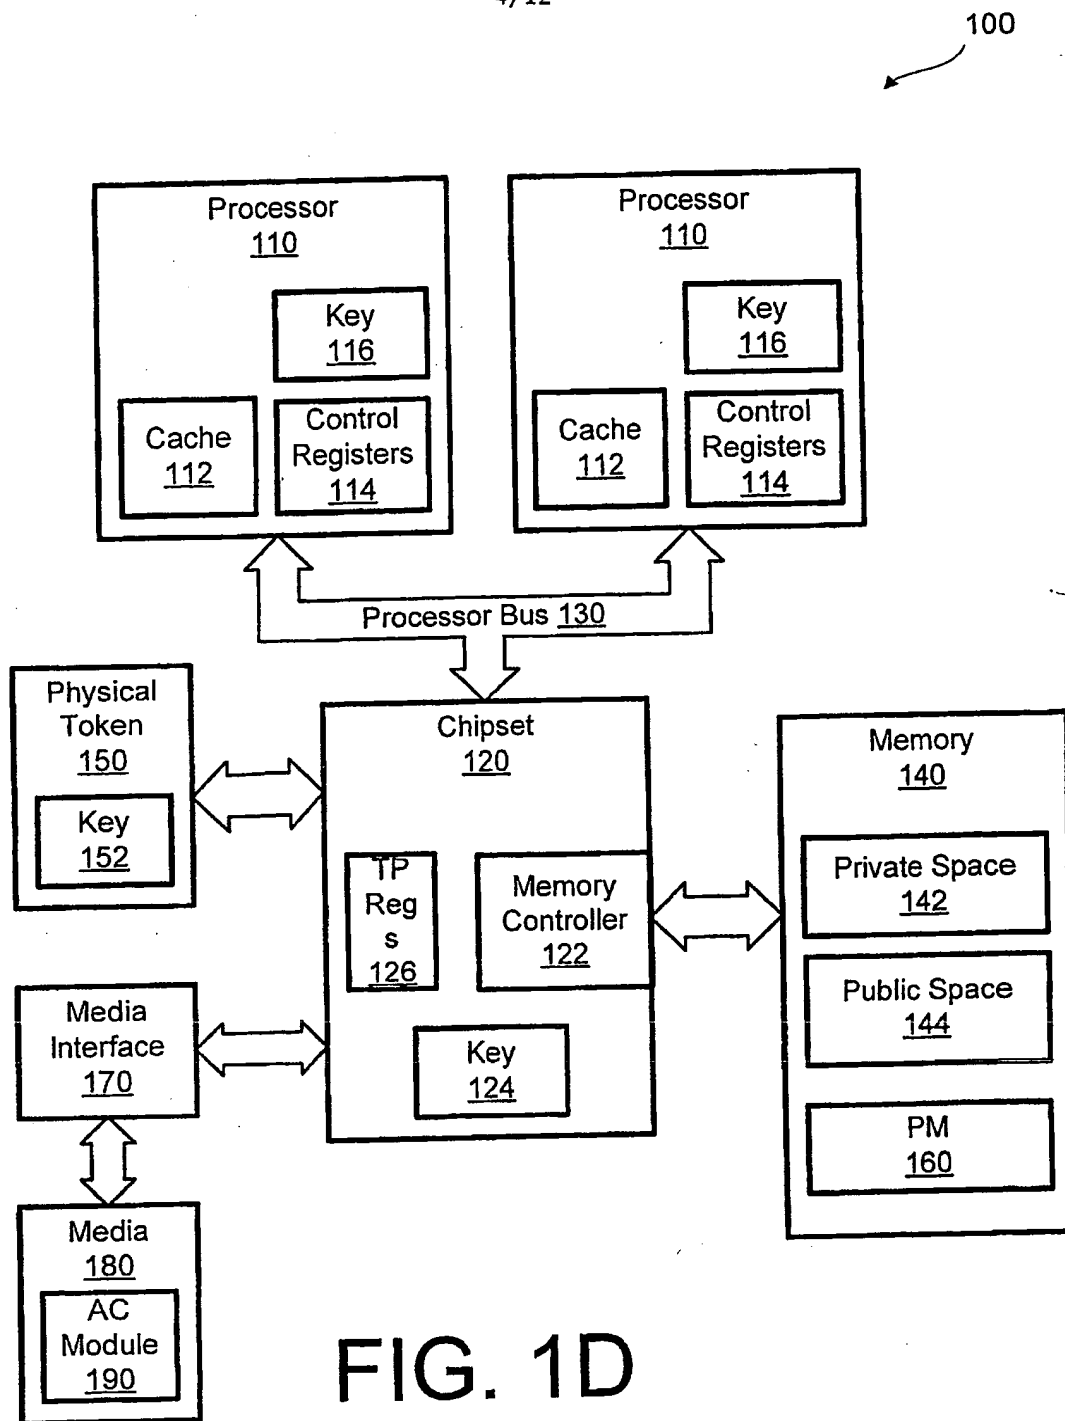 4/12
100
Processor
110
Key
116
Cache
112
Control
Registers
114
Processor
110
Key
116
Cache
112
Control
Registers
114
Processor Bus 130
Physical
Token
150
Key
152
Chipset
120
TP
Reg
s
126
Memory
Controller
122
Key
124
Memory
140
Private Space
142
Public Space
144
PM
160
Media
Interface
170
Media
180
AC
Module
190
FIG. 1D